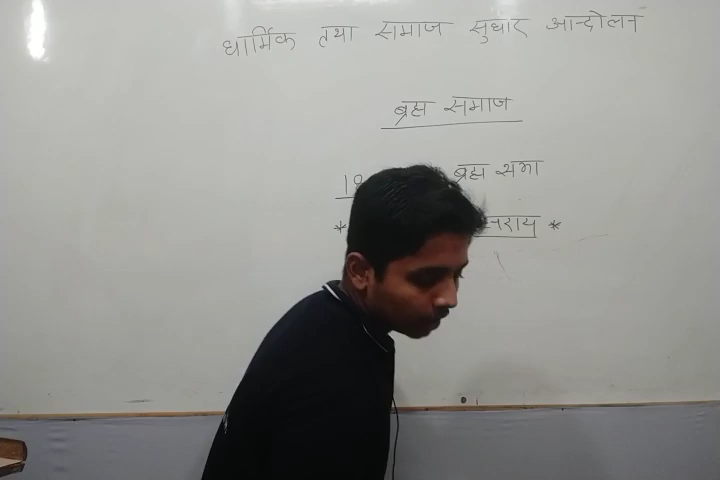 धार्मिक तथा समाज सुधार आन्दोलन
ब्रह्म समाज
ब्रह्म सभा
* *